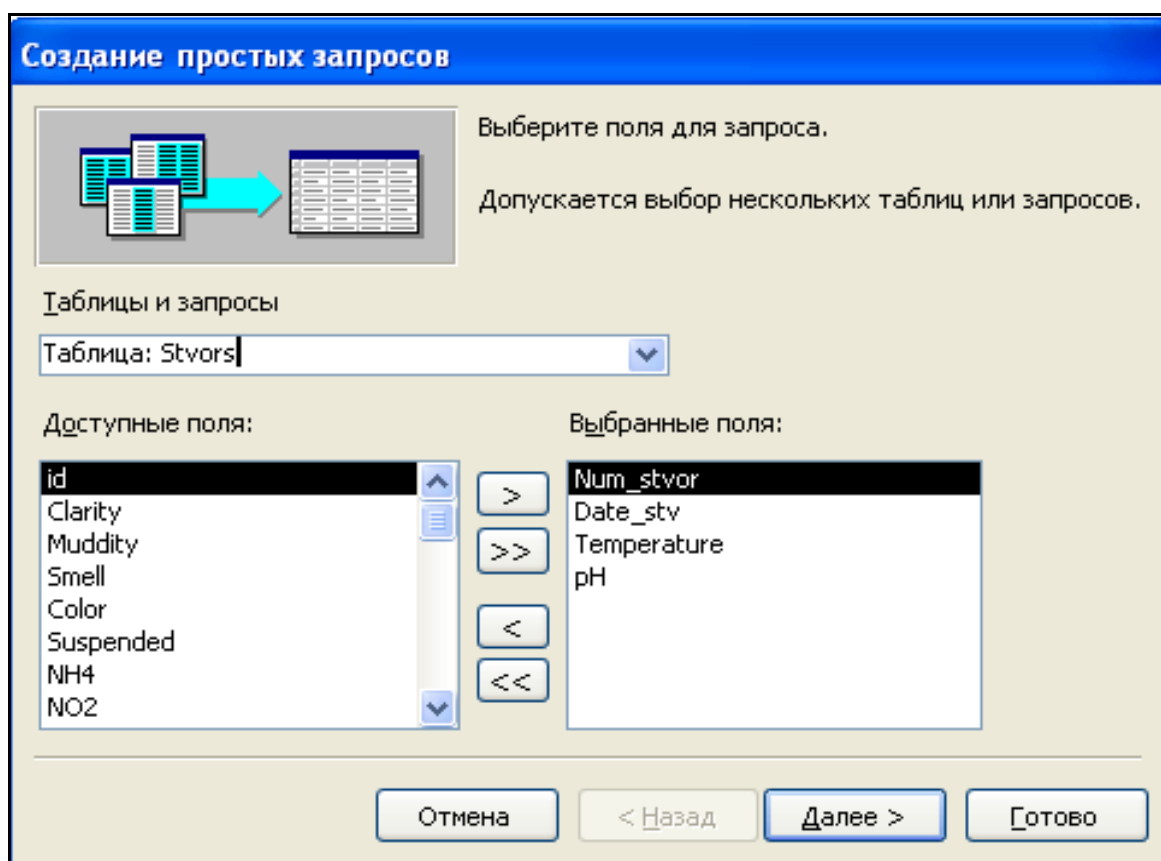 Создание простых запросов
Выберите поля для запроса.
Допускается выбор нескольких таблиц или запросов.
Таблицы и запросы
Таблица: Stvors
Доступные поля:
Выбранные поля:
id
Clarity
Muddity
Smell
Color
Suspended
NH4
NO2
>
>>
<
<<
Num_stvor
Date_stv
Temperature
pH
Отмена
< Назад
Далее >
Готово